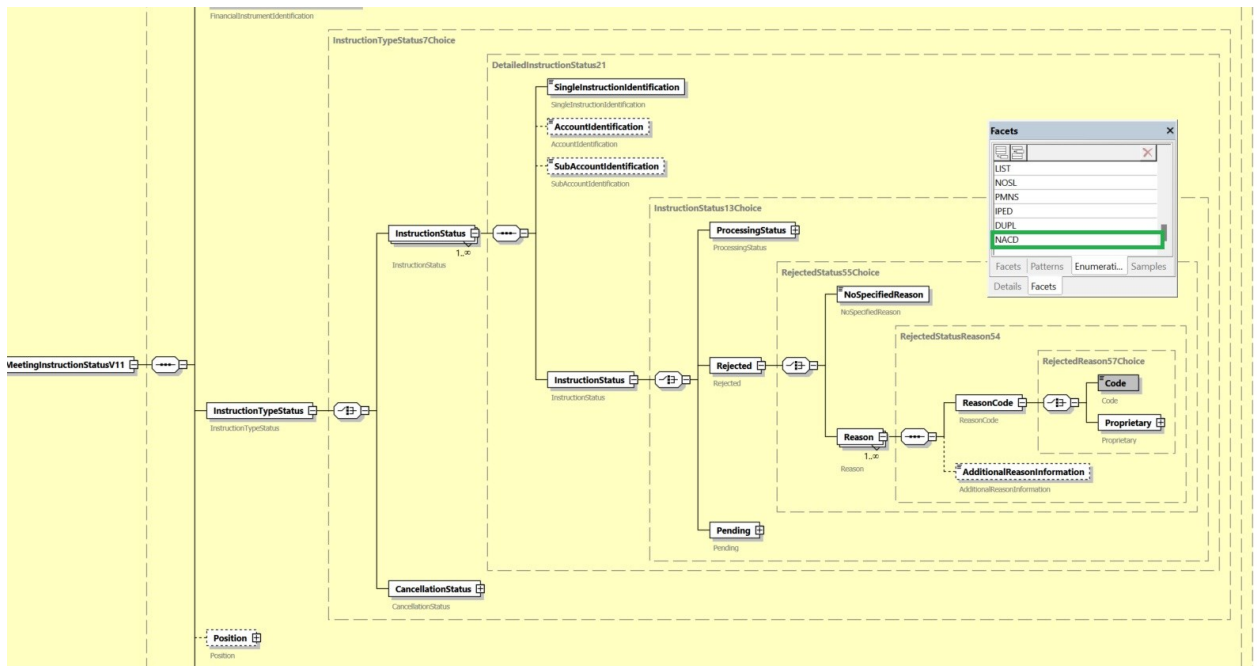 FinancialInstrumentIdentification
InstructionTypeStatus7Choice
DetailedInstructionStatus21
SingleInstructionIdentification
SingleInstructionIdentification
AccountIdentification
AccountIdentification
SubAccountIdentification
SubAccountIdentification
InstructionStatus13Choice
InstructionStatus
1..∞
InstructionStatus
ProcessingStatus
ProcessingStatus
RejectedStatus55Choice
NoSpecifiedReason
NoSpecifiedReason
RejectedStatusReason54
RejectedReason57Choice
MeetingInstructionStatusV11
InstructionStatus
InstructionStatus
Rejected
Rejected
Code
Code
ReasonCode
ReasonCode
Proprietary
Proprietary
InstructionTypeStatus
InstructionTypeStatus
Reason
1..∞
Reason
AdditionalReasonInformation
AdditionalReasonInformation
Pending
Pending
CancellationStatus
CancellationStatus
Position
Position
Facets
LIST
NOSL
PMNS
IPED
DUPL
NACD
Facets Patterns Enumerati... Samples
Details Facets